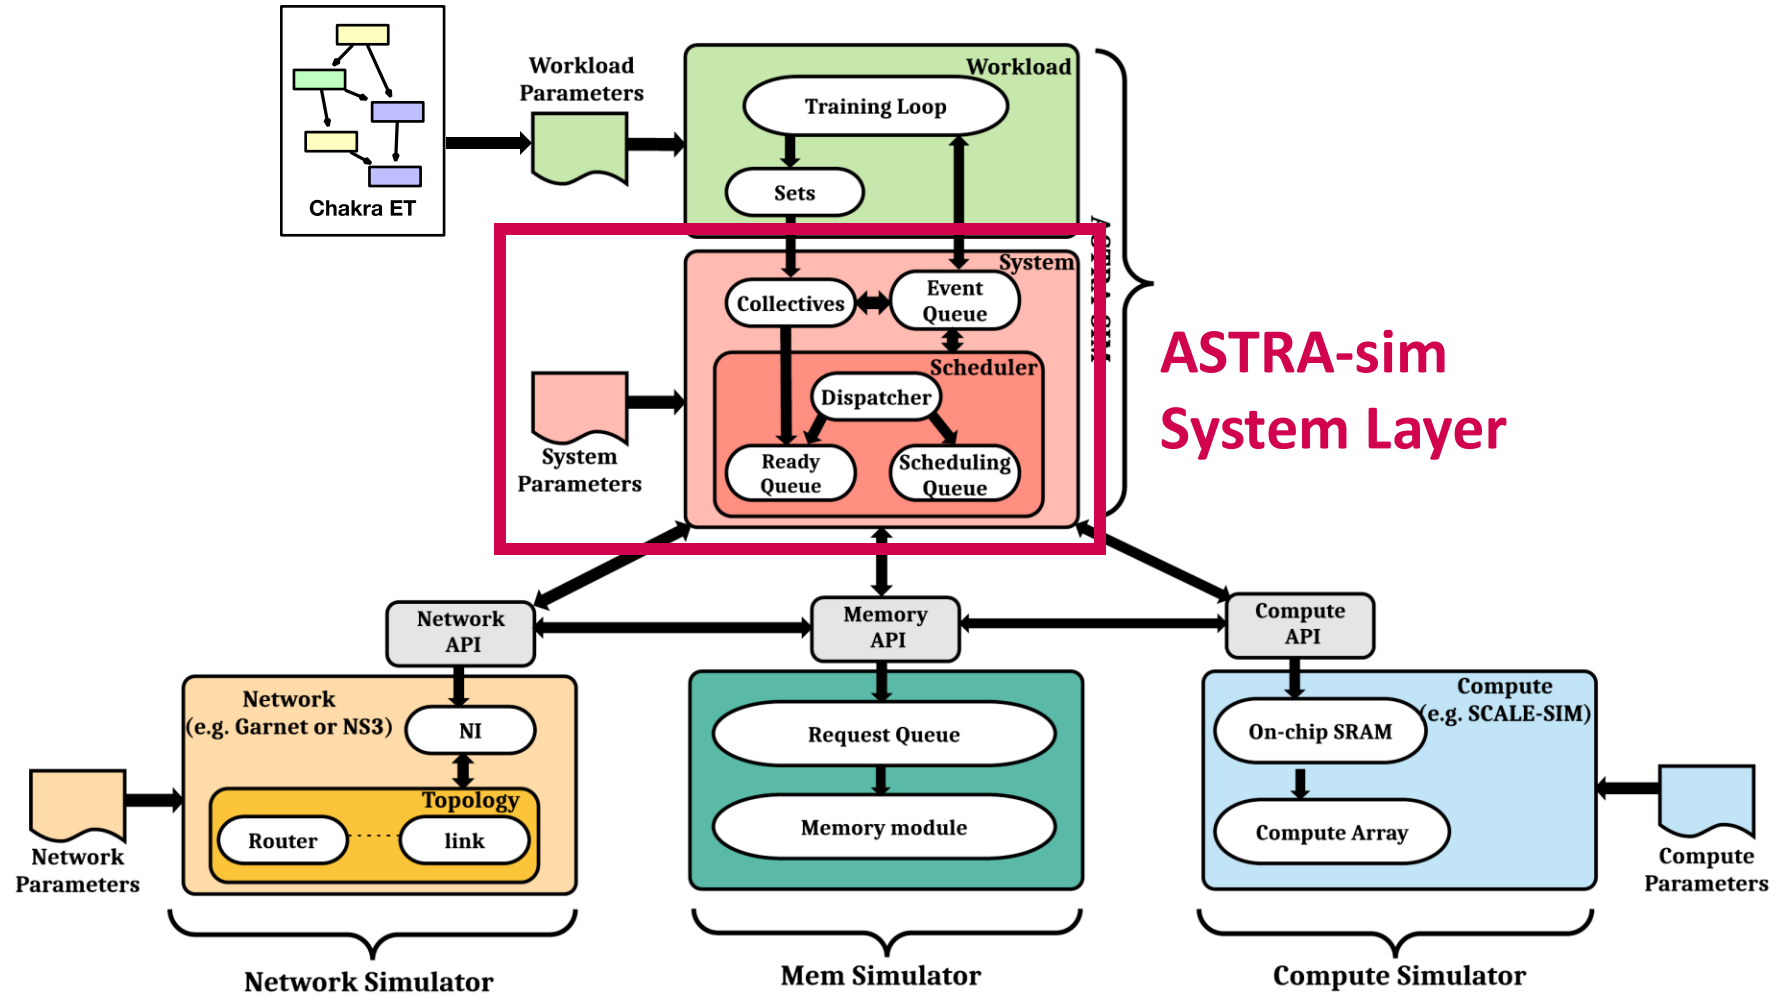 Chakra ET
Workload
Parameters
Workload
Training Loop
Sets
System
Collectives
Event
Queue
Scheduler
Dispatcher
Ready
Queue
Scheduling
Queue
System
Parameters
ASTRA-SIM
ASTRA-sim
System Layer
Network
API
Memory
API
Compute
API
Network
(e.g. Garnet or NS3)
NI
Topology
Router
link
Network
Parameters
Request Queue
Memory module
Compute
(e.g. SCALE-SIM)
On-chip SRAM
Compute Array
Compute
Parameters
Network Simulator
Mem Simulator
Compute Simulator